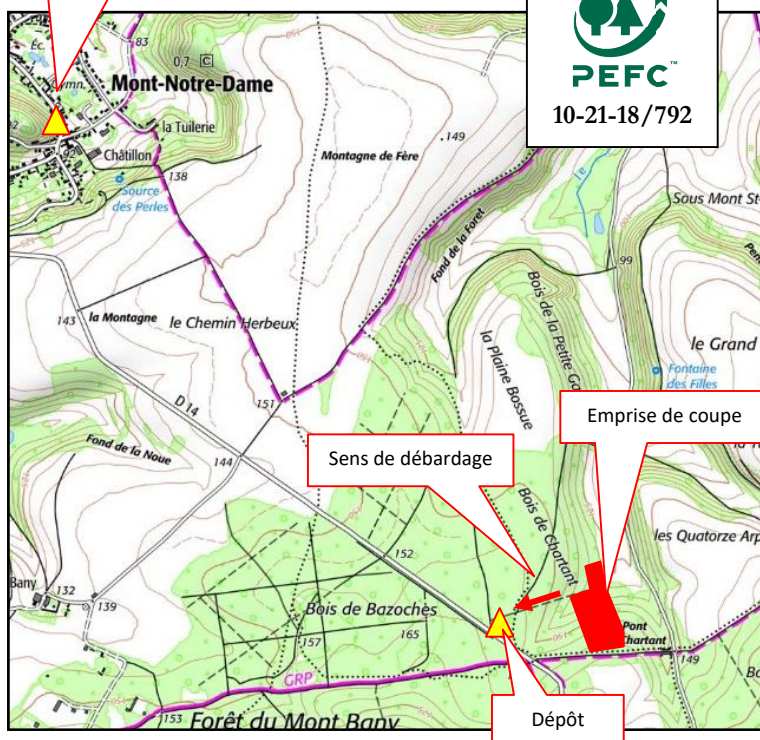 PEFC™
10-21-18/792
83
Éc.
0,7 C
Mont-Notre-Dame
la Tuilerie
92
Châtillon
138
Source
des Perles
Montagne de Fère
149
le
Sous Mont St
Fond de la Foret
99
143
la Montagne
le Chemin Herbeux
Bois de la Petite
la Plaine Bossue
le Grand
Fontaine
des Filles
D 14
151
Emprise de coupe
Fond de la Noue
144
Sens de débardage
Bois de Chartant
les Quatorze Arp
152
Bany
132
139
Bois de Bazoches
157
165
Pont
Chartant
149
GRP
153
Forêt du Mont Bany
Dépôt